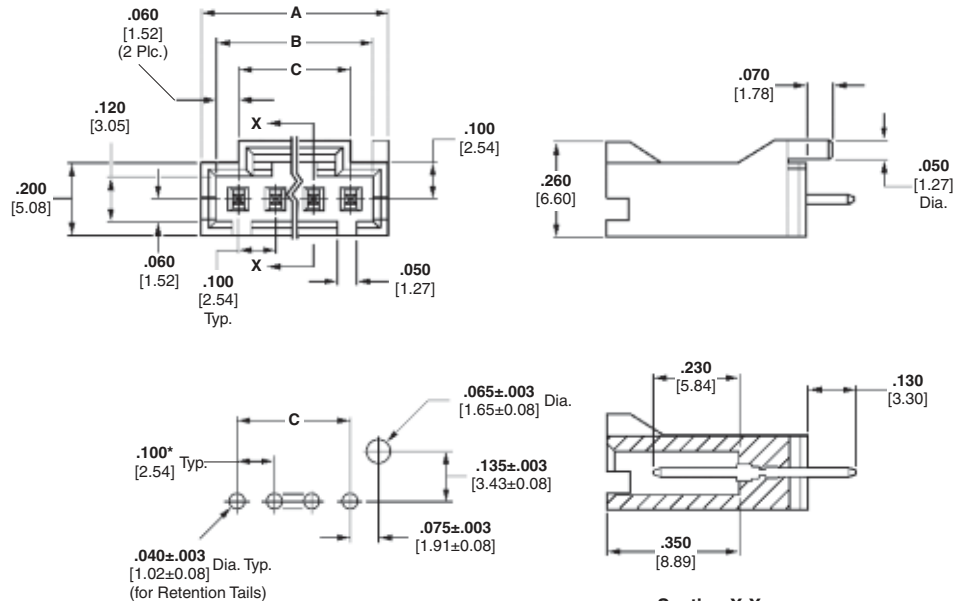 .060
[1.52]
(2 Plc.)
A
B
C
X
.120
[3.05]
.200
[5.08]
.100
[2.54]
.060
[1.52]
X
.100
[2.54]
Typ.
.050
[1.27]
.070
[1.78]
.260
[6.60]
.050
[1.27]
Dia.
C
.065±.003
[1.65±0.08] Dia.
.100*
[2.54] Typ.
.135±.003
[3.43±0.08]
.075±.003
[1.91±0.08]
.040±.003
[1.02±0.08] Dia. Typ.
(for Retention Tails)
.230
[5.84]
.130
[3.30]
.350
[8.89]